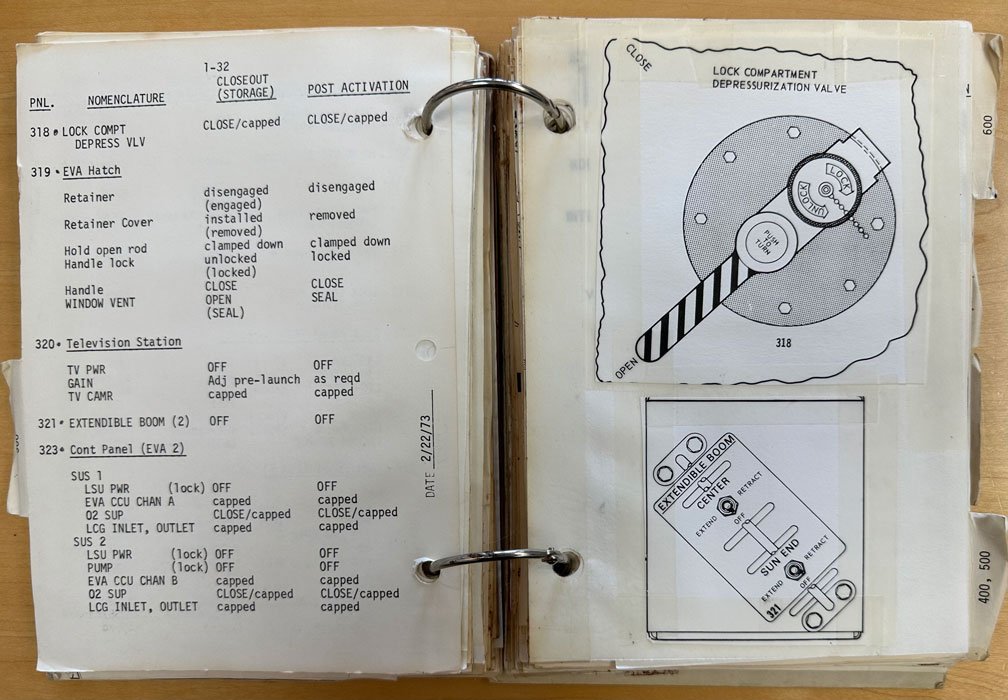 1-32
PNL. NOMENCLATURE CLOSEOUT (STORAGE) POST ACTIVATION
318 • LOCK COMPT DEPRESS VLV CLOSE/capped CLOSE/capped
319 • EVA Hatch
Retainer disengaged (engaged) disengaged
Retainer Cover installed (removed) removed
Hold open rod clamped down clamped down
Handle lock unlocked (locked) locked
Handle CLOSE CLOSE
WINDOW VENT OPEN (SEAL) SEAL
320 • Television Station
TV PWR OFF OFF
GAIN Adj pre-launch as reqd
TV CAMR capped capped
321 • EXTENDIBLE BOOM (2) OFF OFF
323 • Cont Panel (EVA 2)
SUS 1
LSU PWR (lock) OFF OFF
EVA CCU CHAN A capped capped
O2 SUP CLOSE/capped CLOSE/capped
LCG INLET, OUTLET capped capped
SUS 2
LSU PWR (lock) OFF OFF
PUMP (lock) OFF OFF
EVA CCU CHAN B capped capped
O2 SUP CLOSE/capped CLOSE/capped
LCG INLET, OUTLET capped capped
DATE 2/22/73
CLOSE
LOCK COMPARTMENT
DEPRESSURIZATION VALVE
LOCK
UNLOCK
PUSH
TO
TURN
OPEN
318
EXTENDIBLE BOOM
CENTER
RETRACT
EXTEND
OFF
SUN END
RETRACT
EXTEND
OFF
321
600
400, 500